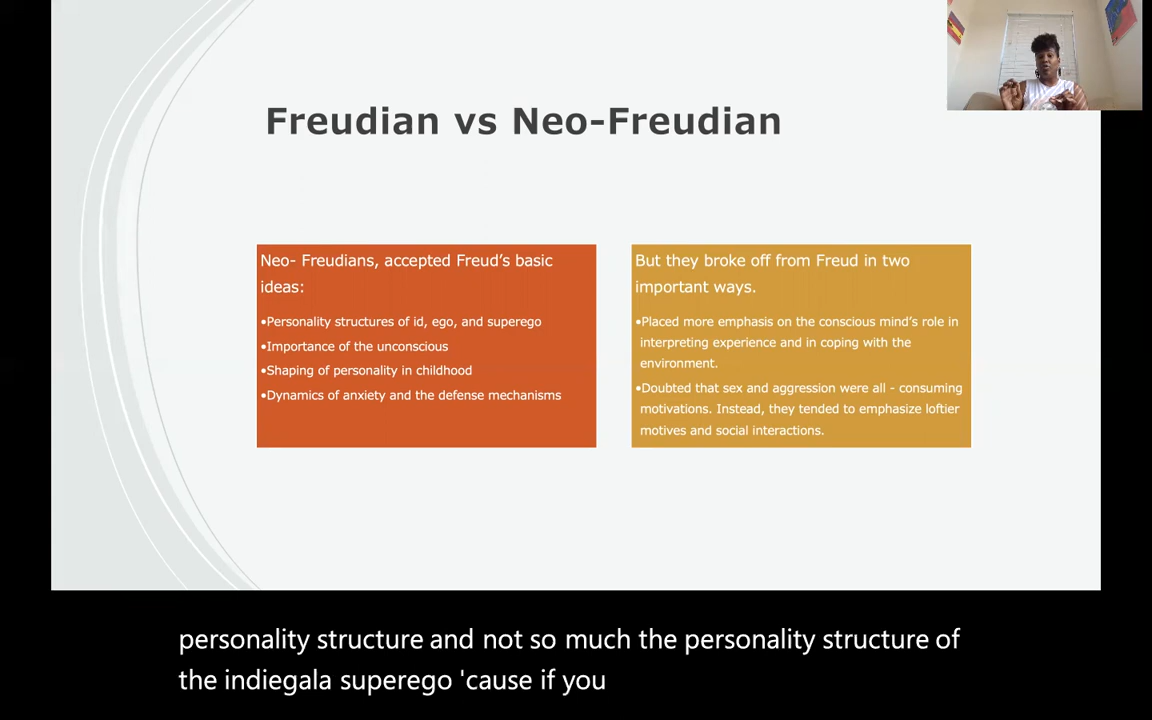 Freudian vs Neo-Freudian
Neo- Freudians, accepted Freud's basic
ideas:
•Personality structures of id, ego, and superego
•Importance of the unconscious
•Shaping of personality in childhood
•Dynamics of anxiety and the defense mechanisms
But they broke off from Freud in two
important ways.
•Placed more emphasis on the conscious mind's role in
interpreting experience and in coping with the
environment.
•Doubted that sex and aggression were all - consuming
motivations. Instead, they tended to emphasize loftier
motives and social interactions.
personality structure and not so much the personality structure of
the indiegala superego 'cause if you